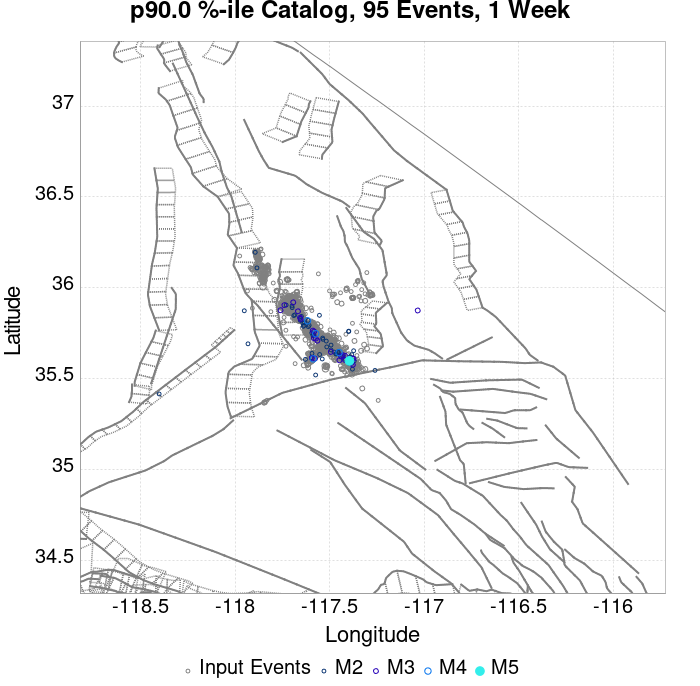 p90.0 %-ile Catalog, 95 Events, 1 Week
Latitude
37
36.5
36
35.5
35
34.5
-118.5 -118 -117.5 -117 -116.5 -116
Longitude
Input Events M2 M3 M4 M5